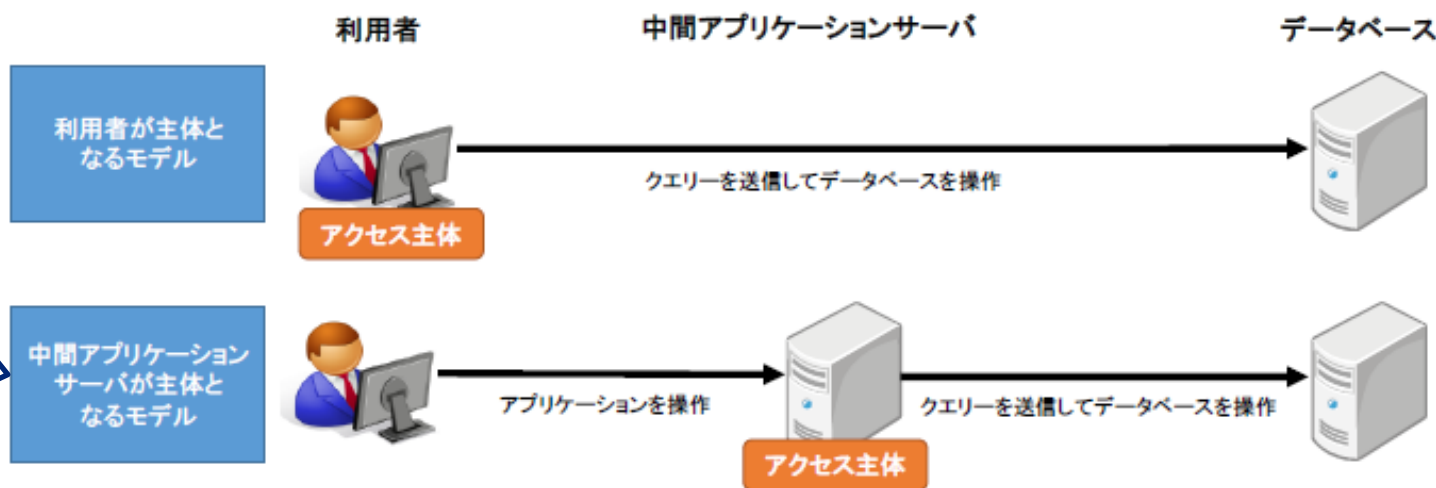 利用者
中間アプリケーションサーバ
データベース
利用者が主体と
なるモデル
クエリーを送信してデータベースを操作
アクセス主体
中間アプリケーション
サーバが主体と
なるモデル
アプリケーションを操作
クエリーを送信してデータベースを操作
アクセス主体